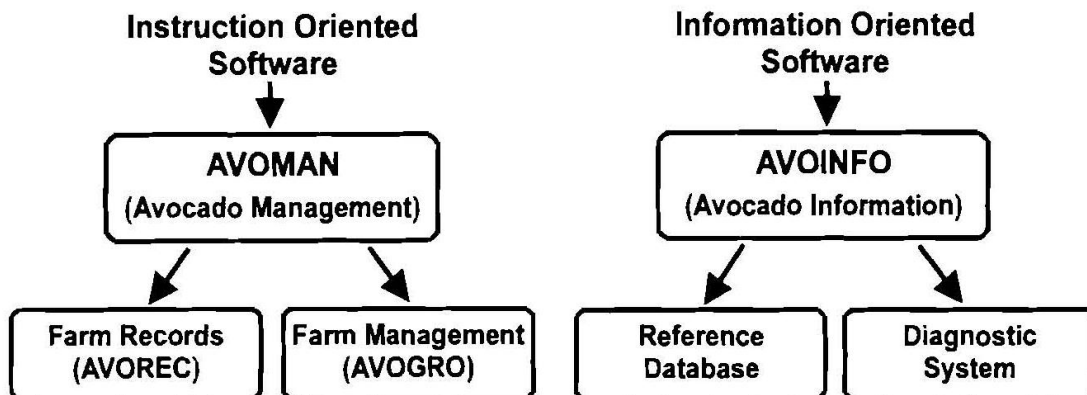 Instruction Oriented
Software
AVOMAN
(Avocado Management)
Farm Records
(AVOREC)
Farm Management
(AVOGRO)
Information Oriented
Software
AVOINFO
(Avocado Information)
Reference
Database
Diagnostic
System